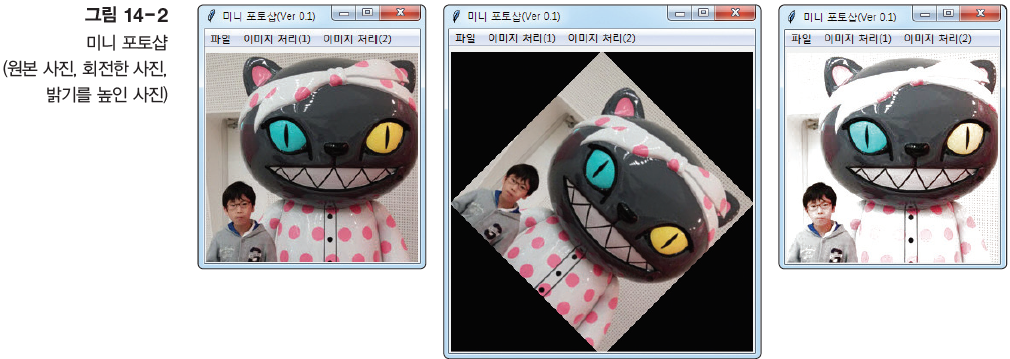 그림 14-2
미니 포토샵
(원본 사진, 회전한 사진,
밝기를 높인 사진)
미니 포토샵(Ver 0.1)
파일 이미지 처리(1) 이미지 처리(2)
미니 포토샵(Ver 0.1)
파일 이미지 처리(1) 이미지 처리(2)
미니 포토샵(Ver 0.1)
파일 이미지 처리(1) 이미지 처리(2)